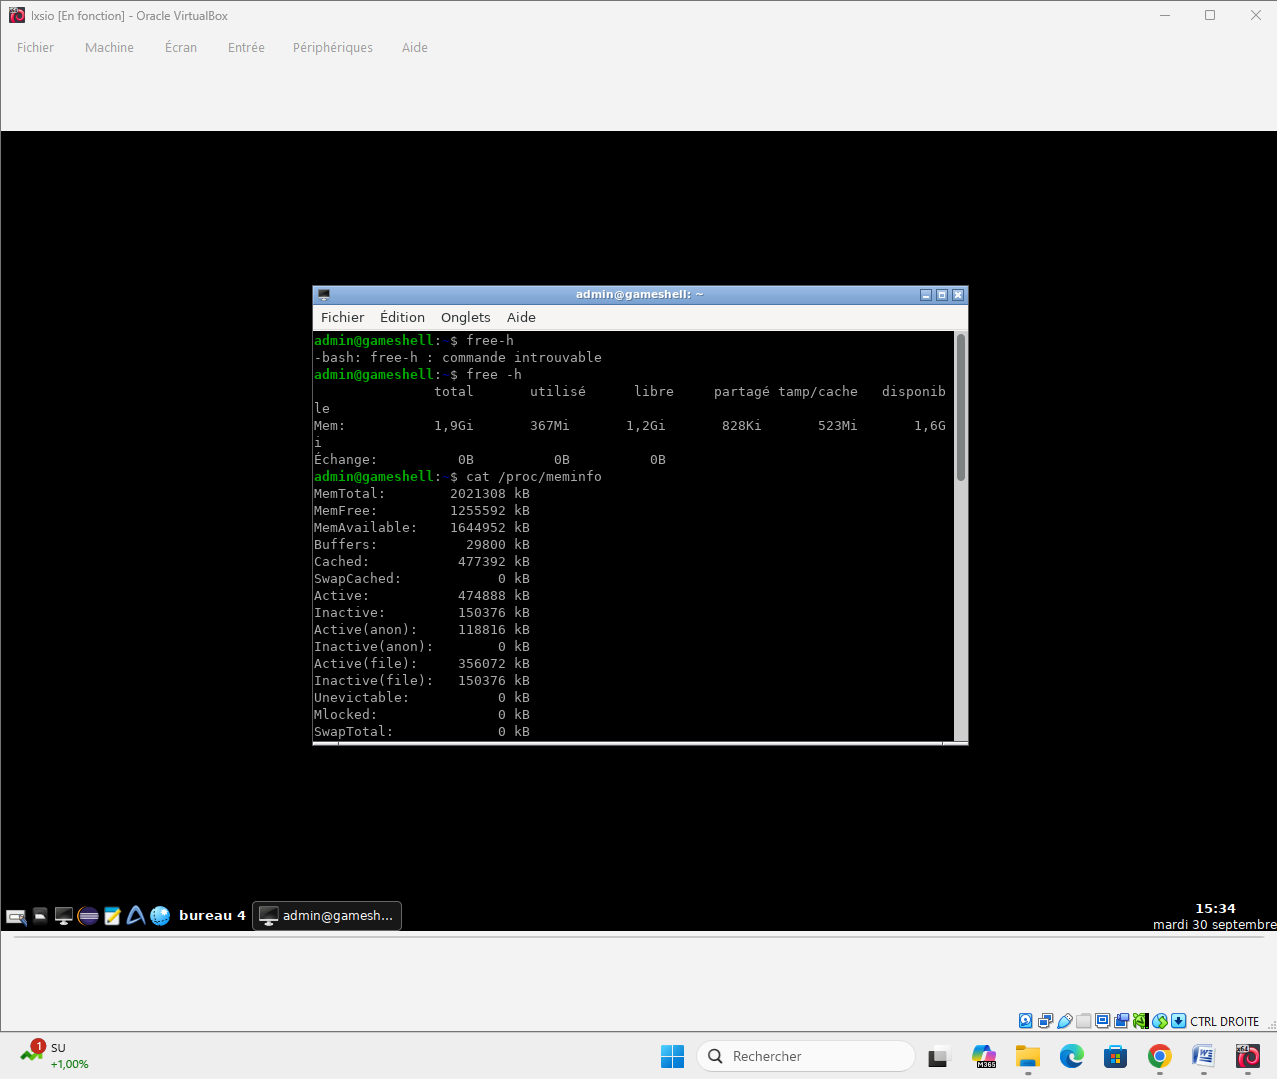 lxsio [En fonction] - Oracle VirtualBox
Fichier Machine Écran Entrée Périphériques Aide
admin@gameshell: ~
Fichier Édition Onglets Aide
admin@gameshell:~$ free-h
-bash: free-h : commande introuvable
admin@gameshell:~$ free -h
total utilisé libre partagé tamp/cache disponib
le
Mem: 1,9Gi 367Mi 1,2Gi 828Ki 523Mi 1,6G
i
Échange: 0B 0B 0B
admin@gameshell:~$ cat /proc/meminfo
MemTotal: 2021308 kB
MemFree: 1255592 kB
MemAvailable: 1644952 kB
Buffers: 29800 kB
Cached: 477392 kB
SwapCached: 0 kB
Active: 474888 kB
Inactive: 150376 kB
Active(anon): 118816 kB
Inactive(anon): 0 kB
Active(file): 356072 kB
Inactive(file): 150376 kB
Unevictable: 0 kB
Mlocked: 0 kB
SwapTotal: 0 kB
bureau 4 admin@gamesh...
15:34
mardi 30 septembre
CTRL DROITE
1
SU
+1,00%
Rechercher
M365